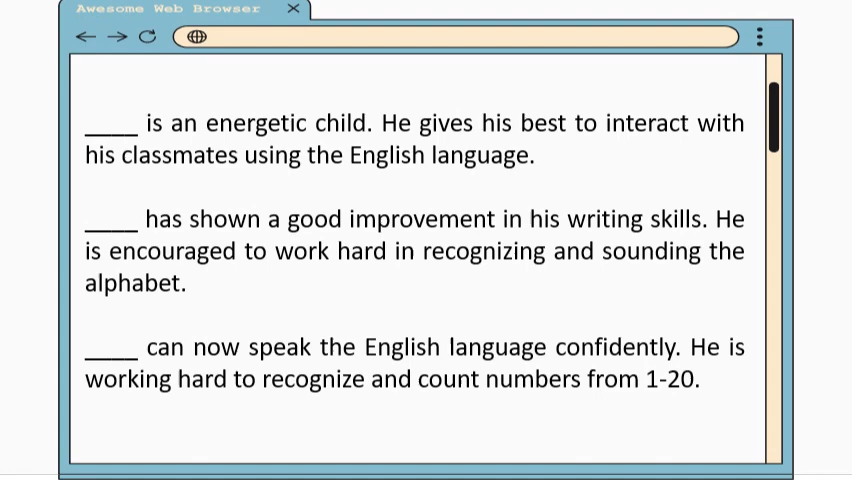 Awesome Web Browser
____ is an energetic child. He gives his best to interact with
his classmates using the English language.
____ has shown a good improvement in his writing skills. He
is encouraged to work hard in recognizing and sounding the
alphabet.
____ can now speak the English language confidently. He is
working hard to recognize and count numbers from 1-20.